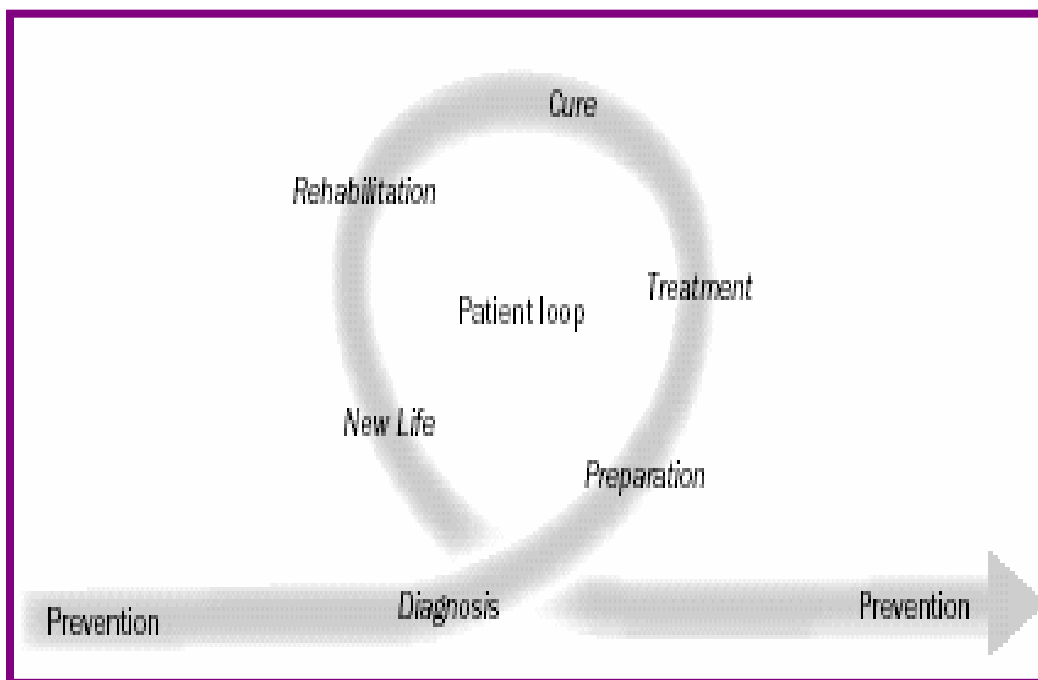 Cure
Rehabilitation
Treatment
Patient loop
New Life
Preparation
Diagnosis
Prevention
Prevention